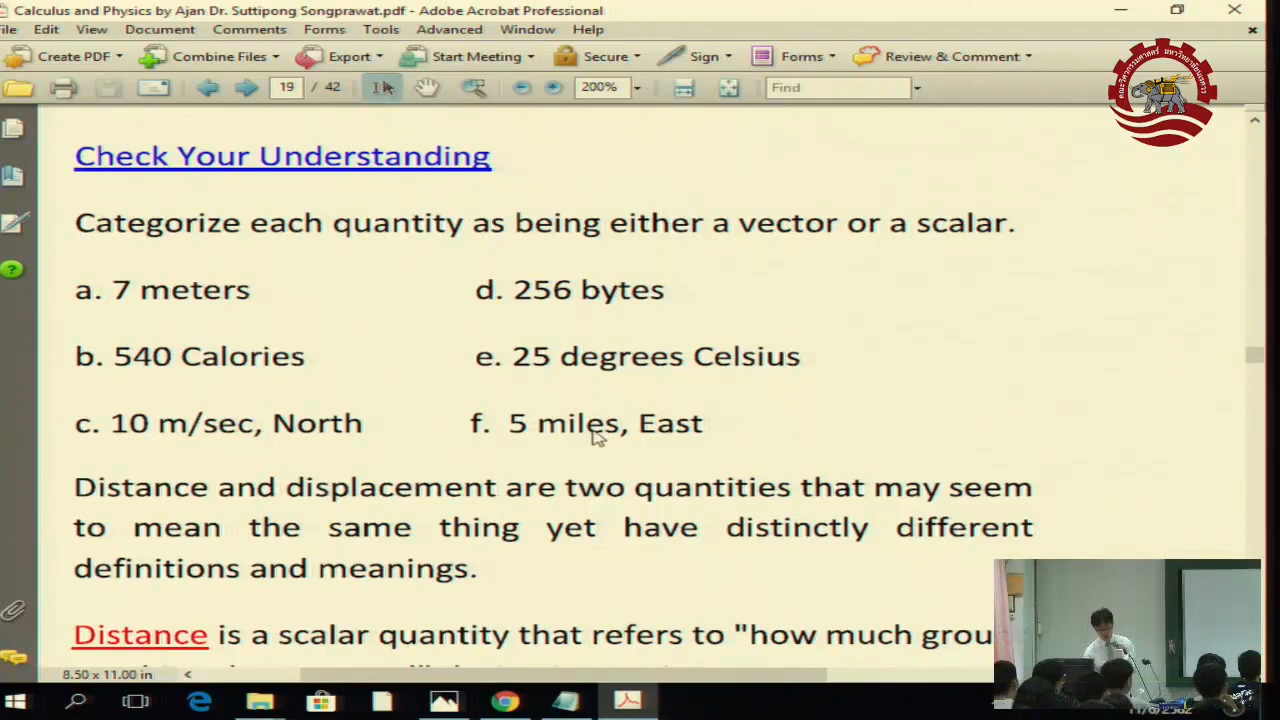 Calculus and Physics by Ajan Dr. Suttipong Songprawat.pdf - Adobe Acrobat Professional
File Edit View Document Comments Forms Tools Advanced Window Help
Create PDF Combine Files Export Start Meeting Secure Sign Forms Review & Comment
19 / 42 200% Find
Check Your Understanding
Categorize each quantity as being either a vector or a scalar.
a. 7 meters d. 256 bytes
b. 540 Calories e. 25 degrees Celsius
c. 10 m/sec, North f. 5 miles, East
Distance and displacement are two quantities that may seem
to mean the same thing yet have distinctly different
definitions and meanings.
Distance is a scalar quantity that refers to "how much
8.50 x 11.00 in